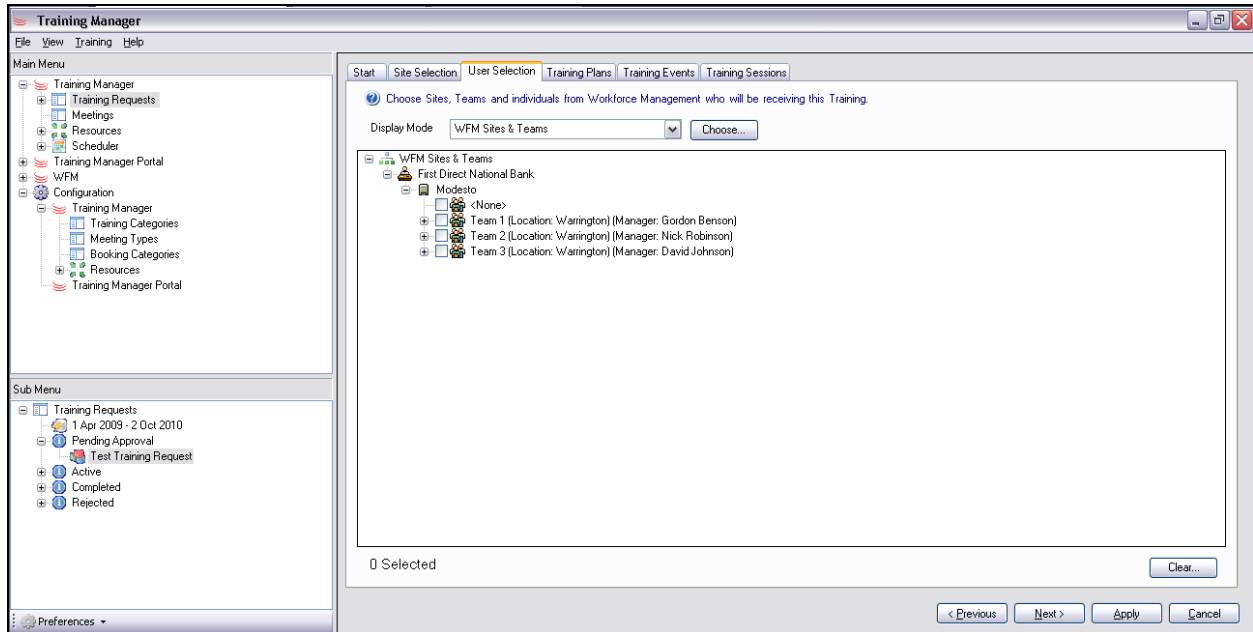 Training Manager
File View Training Help
Main Menu
Training Manager
Training Requests
Meetings
Resources
Scheduler
Training Manager Portal
WFM
Configuration
Training Manager
Training Categories
Meeting Types
Booking Categories
Resources
Training Manager Portal
Sub Menu
Training Requests
1 Apr 2009 - 2 Oct 2010
Pending Approval
Test Training Request
Active
Completed
Rejected
Preferences
Start Site Selection User Selection Training Plans Training Events Training Sessions
Choose Sites, Teams and individuals from Workforce Management who will be receiving this Training.
Display Mode WFM Sites & Teams Choose...
WFM Sites & Teams
First Direct National Bank
Modesto
<None>
Team 1 (Location: Warrington) (Manager: Gordon Benson)
Team 2 (Location: Warrington) (Manager: Nick Robinson)
Team 3 (Location: Warrington) (Manager: David Johnson)
0 Selected Clear...
< Previous Next > Apply Cancel